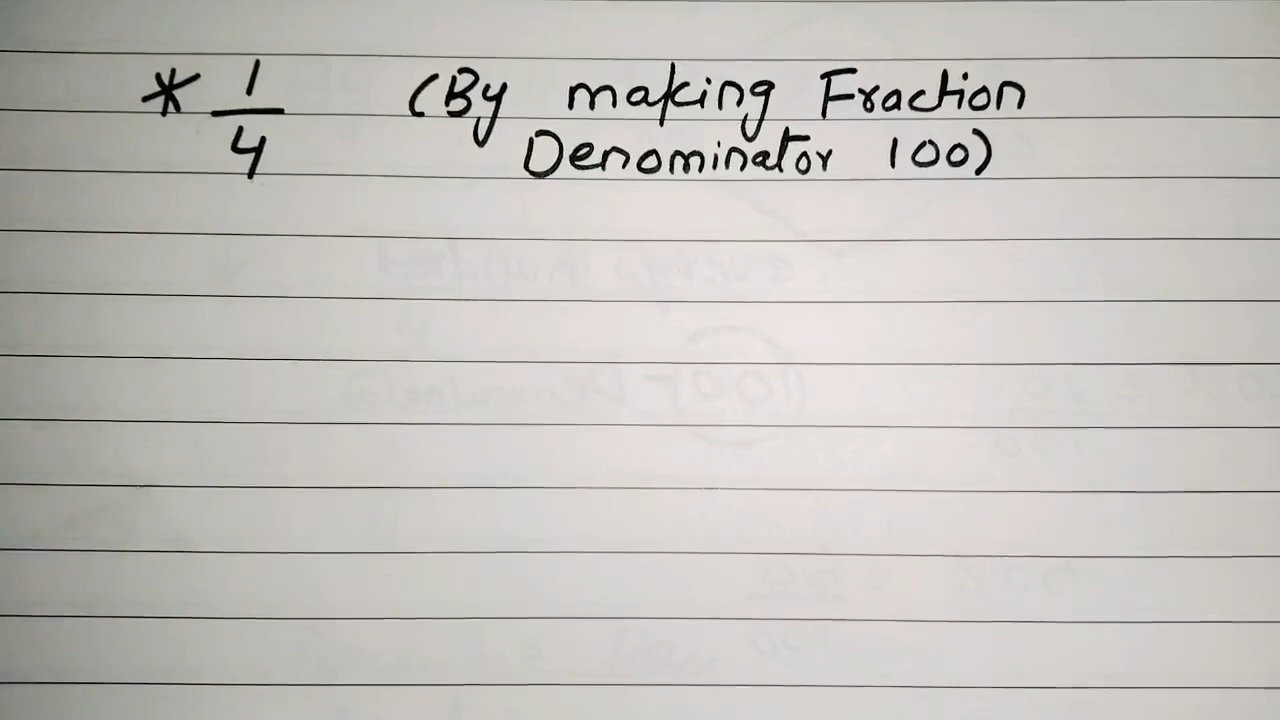 * 1/4 (By making Fraction
Denominator 100)